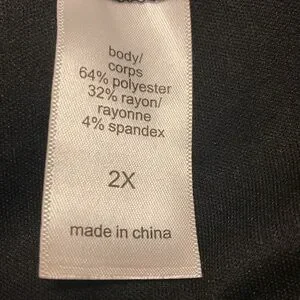 body/
corps
64% polyester
32% rayon/
rayonne
4% spandex
2X
made in china